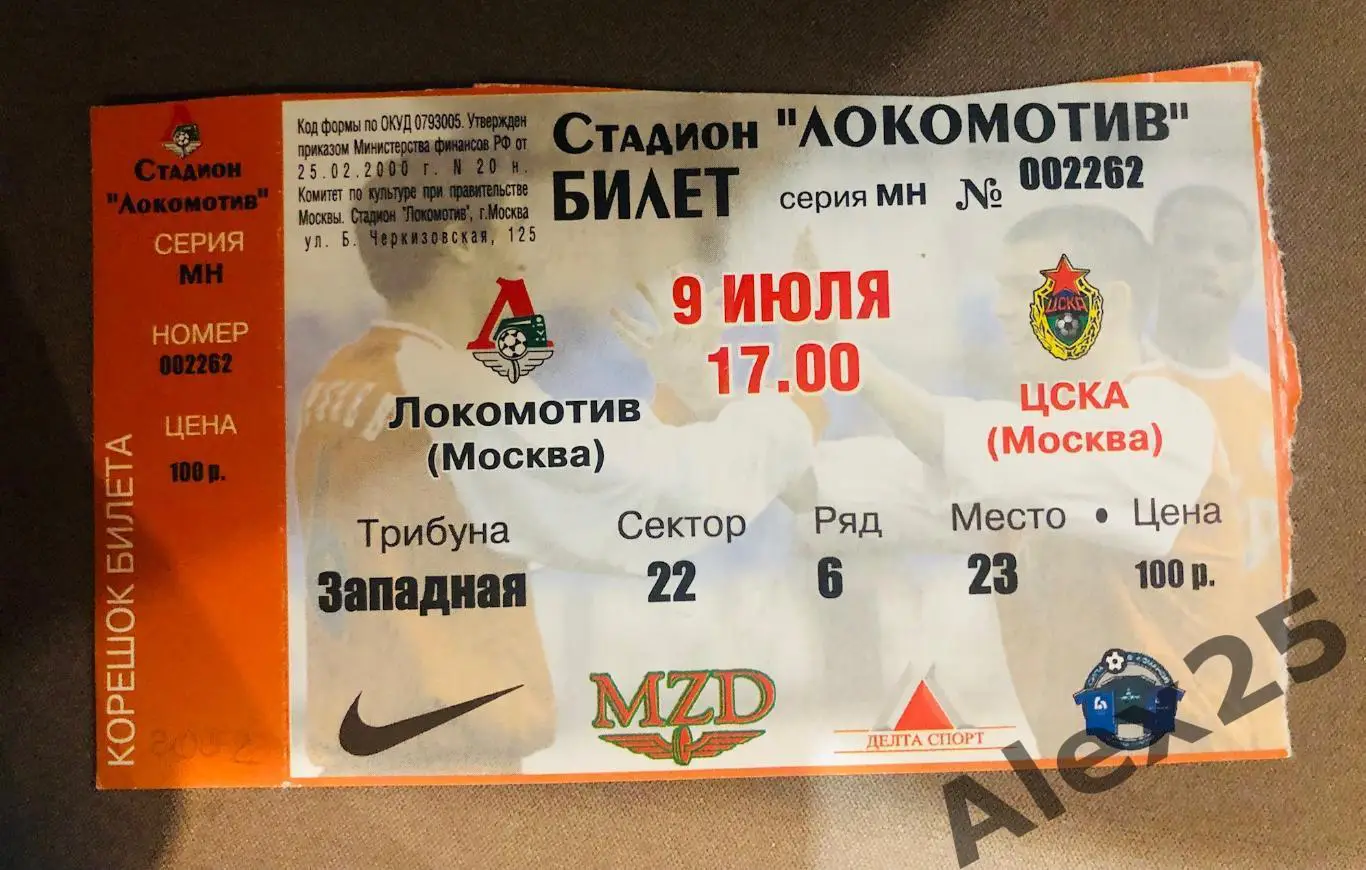 Стадион
"Локомотив"
СЕРИЯ
МН
НОМЕР
002262
ЦЕНА
100 р.
КОРЕШОК БИЛЕТА
Код формы по ОКУД 0793005. Утвержден
приказом Министерства финансов РФ от
25.02.2000 г. N 20 н.
Комитет по культуре при правительстве
Москвы. Стадион "Локомотив", г.Москва
ул. Б. Черкизовская, 125
Стадион "ЛОКОМОТИВ"
БИЛЕТ серия МН № 002262
9 ИЮЛЯ
17.00
Локомотив
(Москва)
ЦСКА
ЦСКА
(Москва)
Трибуна Сектор Ряд Место • Цена
Западная 22 6 23 100 р.
MZD
ДЕЛТА СПОРТ
Alex25